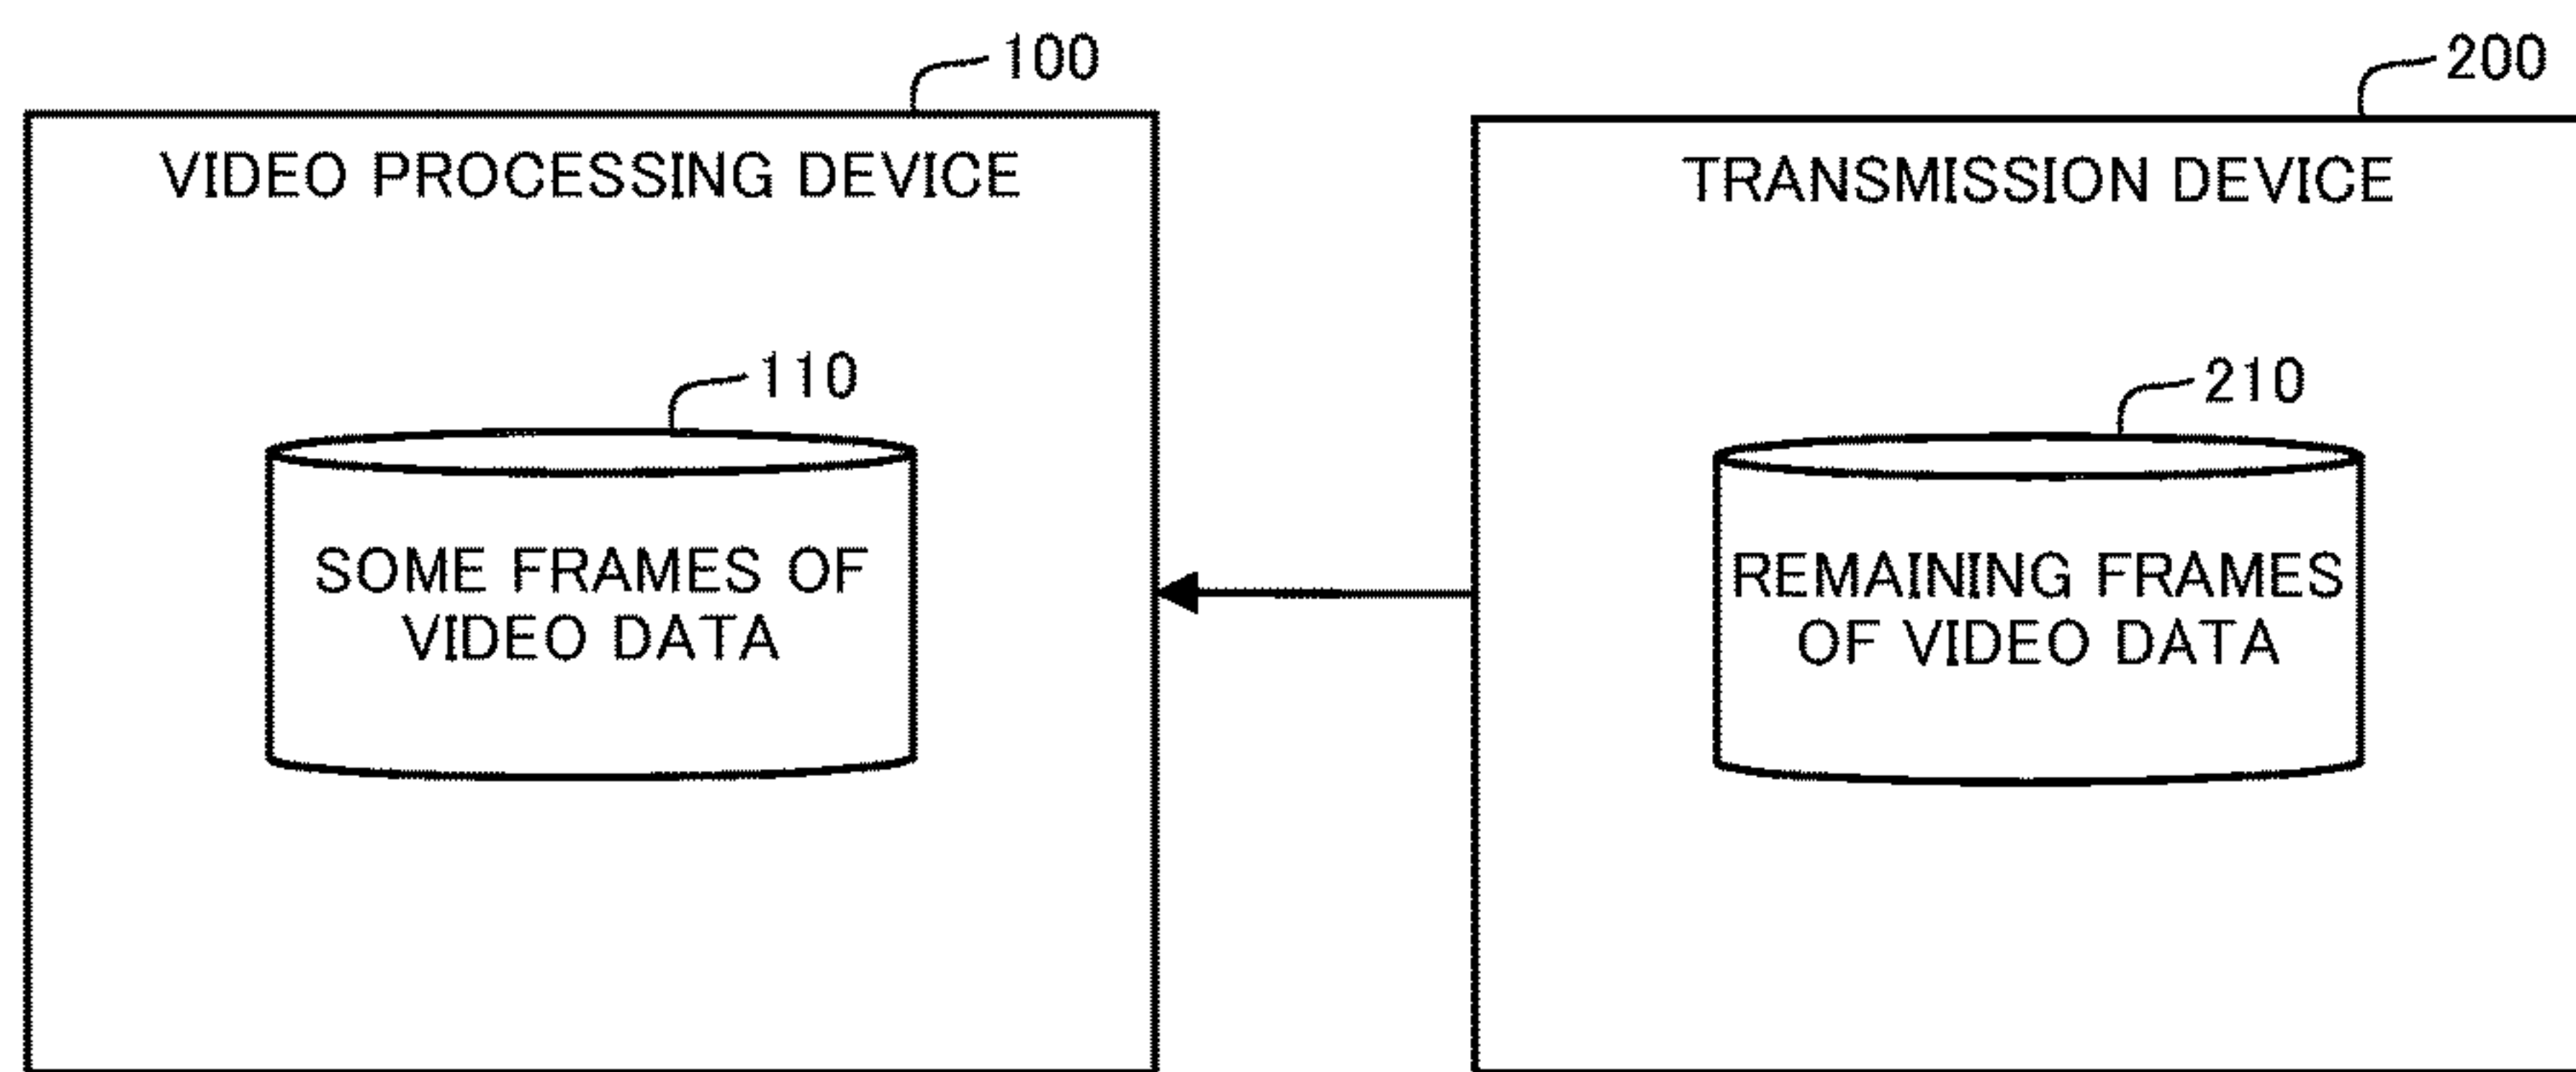 100
VIDEO PROCESSING DEVICE
110
SOME FRAMES OF
VIDEO DATA
200
TRANSMISSION DEVICE
210
REMAINING FRAMES
OF VIDEO DATA